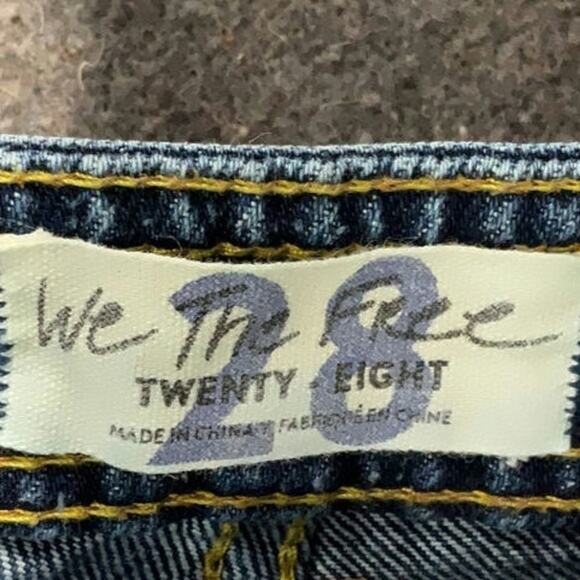 We The Free
28
TWENTY - EIGHT
MADE IN CHINA / FABRIQUÉ EN CHINE